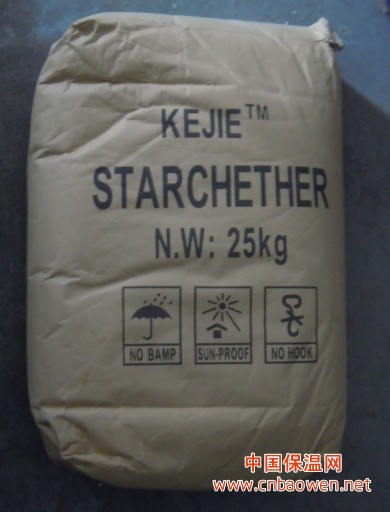 KEJIE™
STARCHETHER
N.W: 25kg
NO BAMP
SUN-PROOF
NO HOOK
中国保温网
www.cnbaowen.net